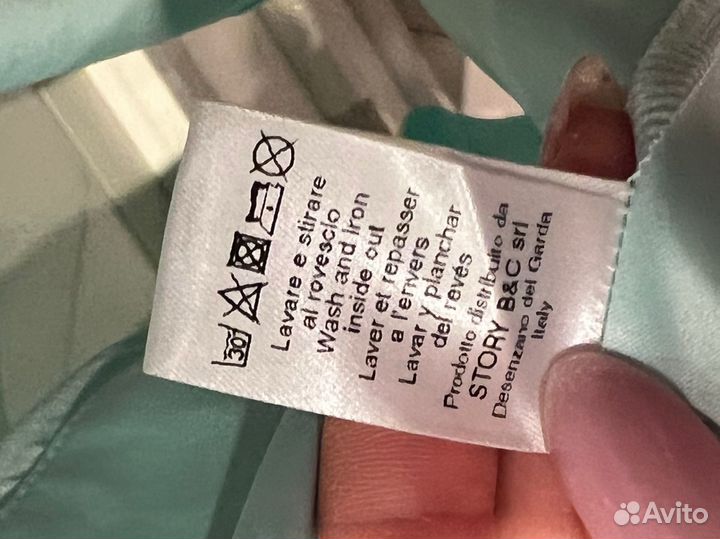 30°
Lavare e stirare
al rovescio
Wash and Iron
inside out
Laver et repasser
a l'envers
Lavar y planchar
del revés
Prodotto distribuito da
STORY B&C srl
Desenzano del Garda
Italy
Avito